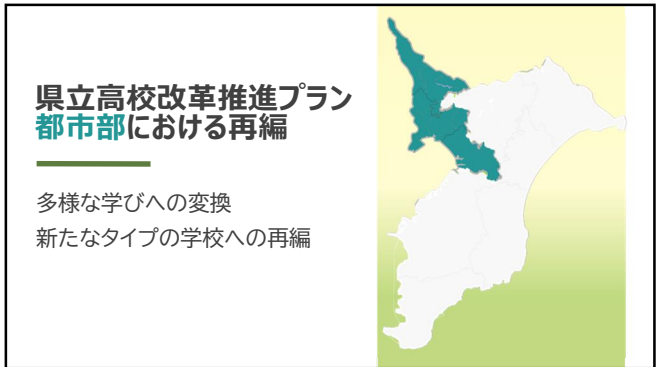 県立高校改革推進プラン
都市部における再編
多様な学びへの変換
新たなタイプの学校への再編